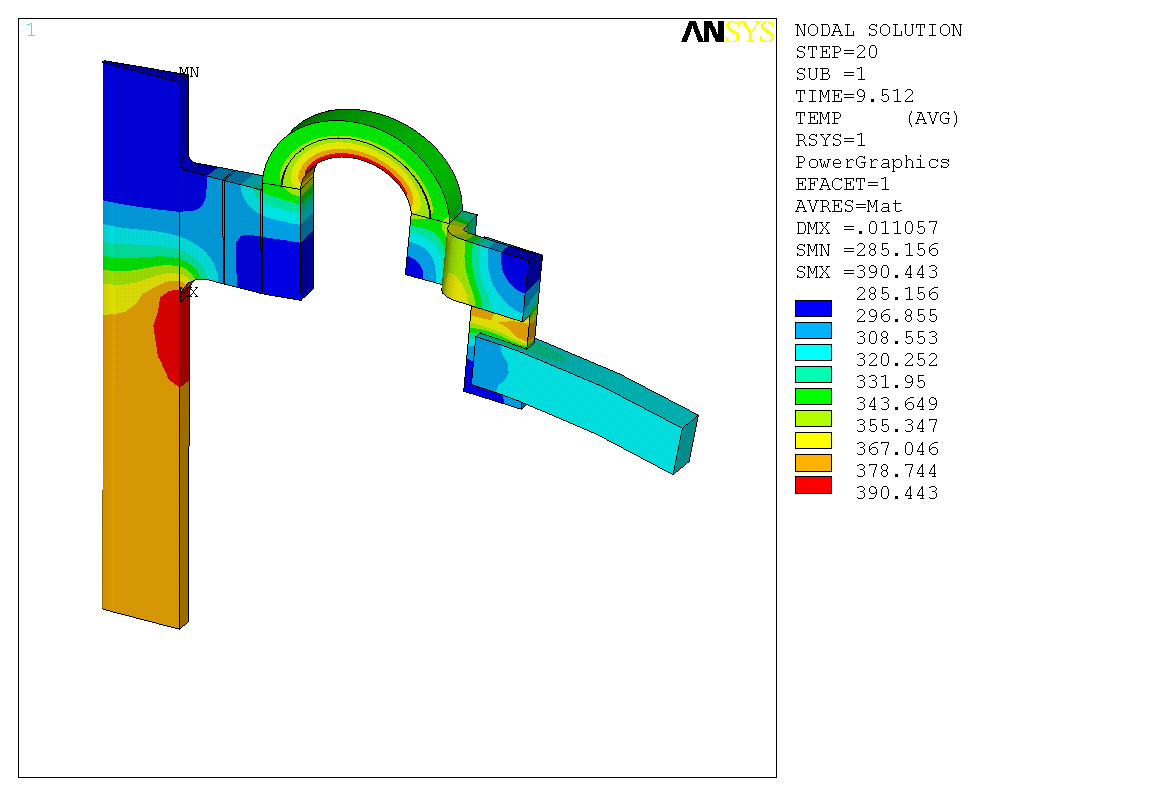 1
ANSYS
MN
MX
NODAL SOLUTION
STEP=20
SUB =1
TIME=9.512
TEMP (AVG)
RSYS=1
PowerGraphics
EFACET=1
AVRES=Mat
DMX =.011057
SMN =285.156
SMX =390.443
285.156
296.855
308.553
320.252
331.95
343.649
355.347
367.046
378.744
390.443